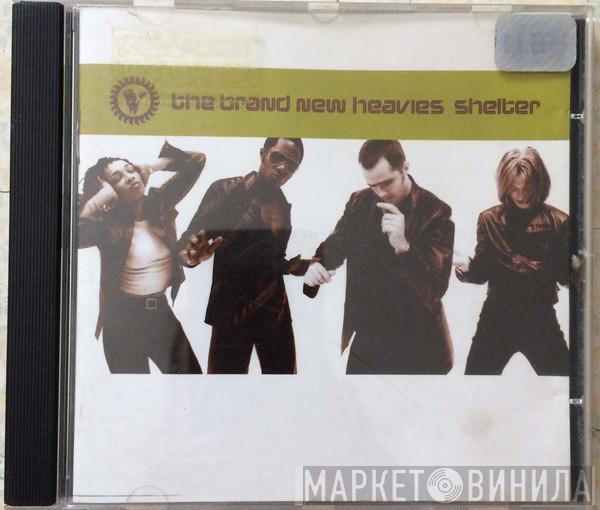 the brand new heavies shelter
МАРКЕТ ВИНИЛА